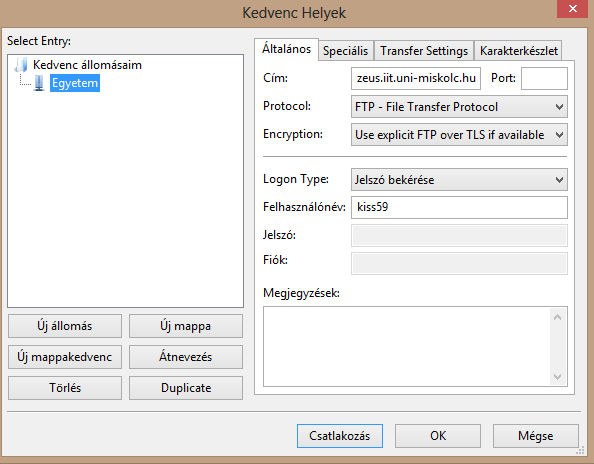 Kedvenc Helyek
Select Entry:
Kedvenc állomásaim
Egyetem
Új állomás
Új mappa
Új mappakedvenc
Átnevezés
Törlés
Duplicate
Általános
Speciális
Transfer Settings
Karakterkészlet
Cím: zeus.iit.uni-miskolc.hu Port:
Protocol: FTP - File Transfer Protocol
Encryption: Use explicit FTP over TLS if available
Logon Type: Jelszó bekérése
Felhasználónév: kiss59
Jelszó:
Fiók:
Megjegyzések:
Csatlakozás
OK
Mégse